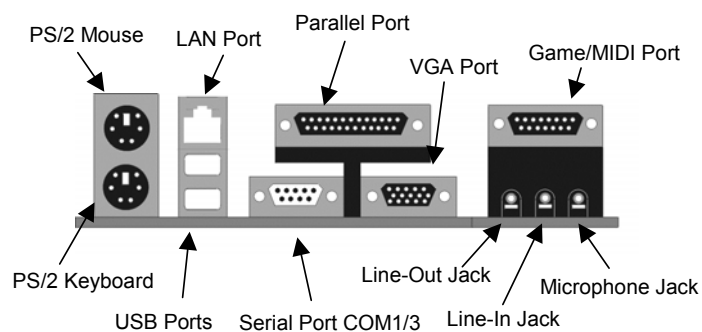 PS/2 Mouse
LAN Port
Parallel Port
VGA Port
Game/MIDI Port
PS/2 Keyboard
USB Ports
Serial Port COM1/3
Line-Out Jack
Line-In Jack
Microphone Jack